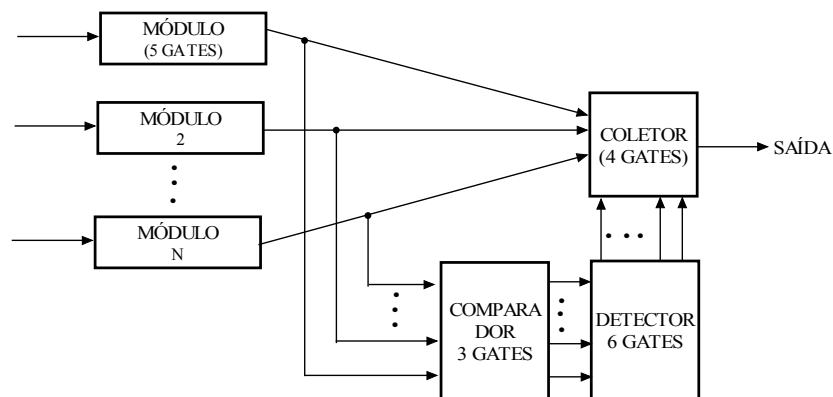 MÓDULO
(5 GATES)
MÓDULO
2
MÓDULO
N
COLETOR
(4 GATES)
SAÍDA
COMPARA
DOR
3 GATES
DETECTOR
6 GATES